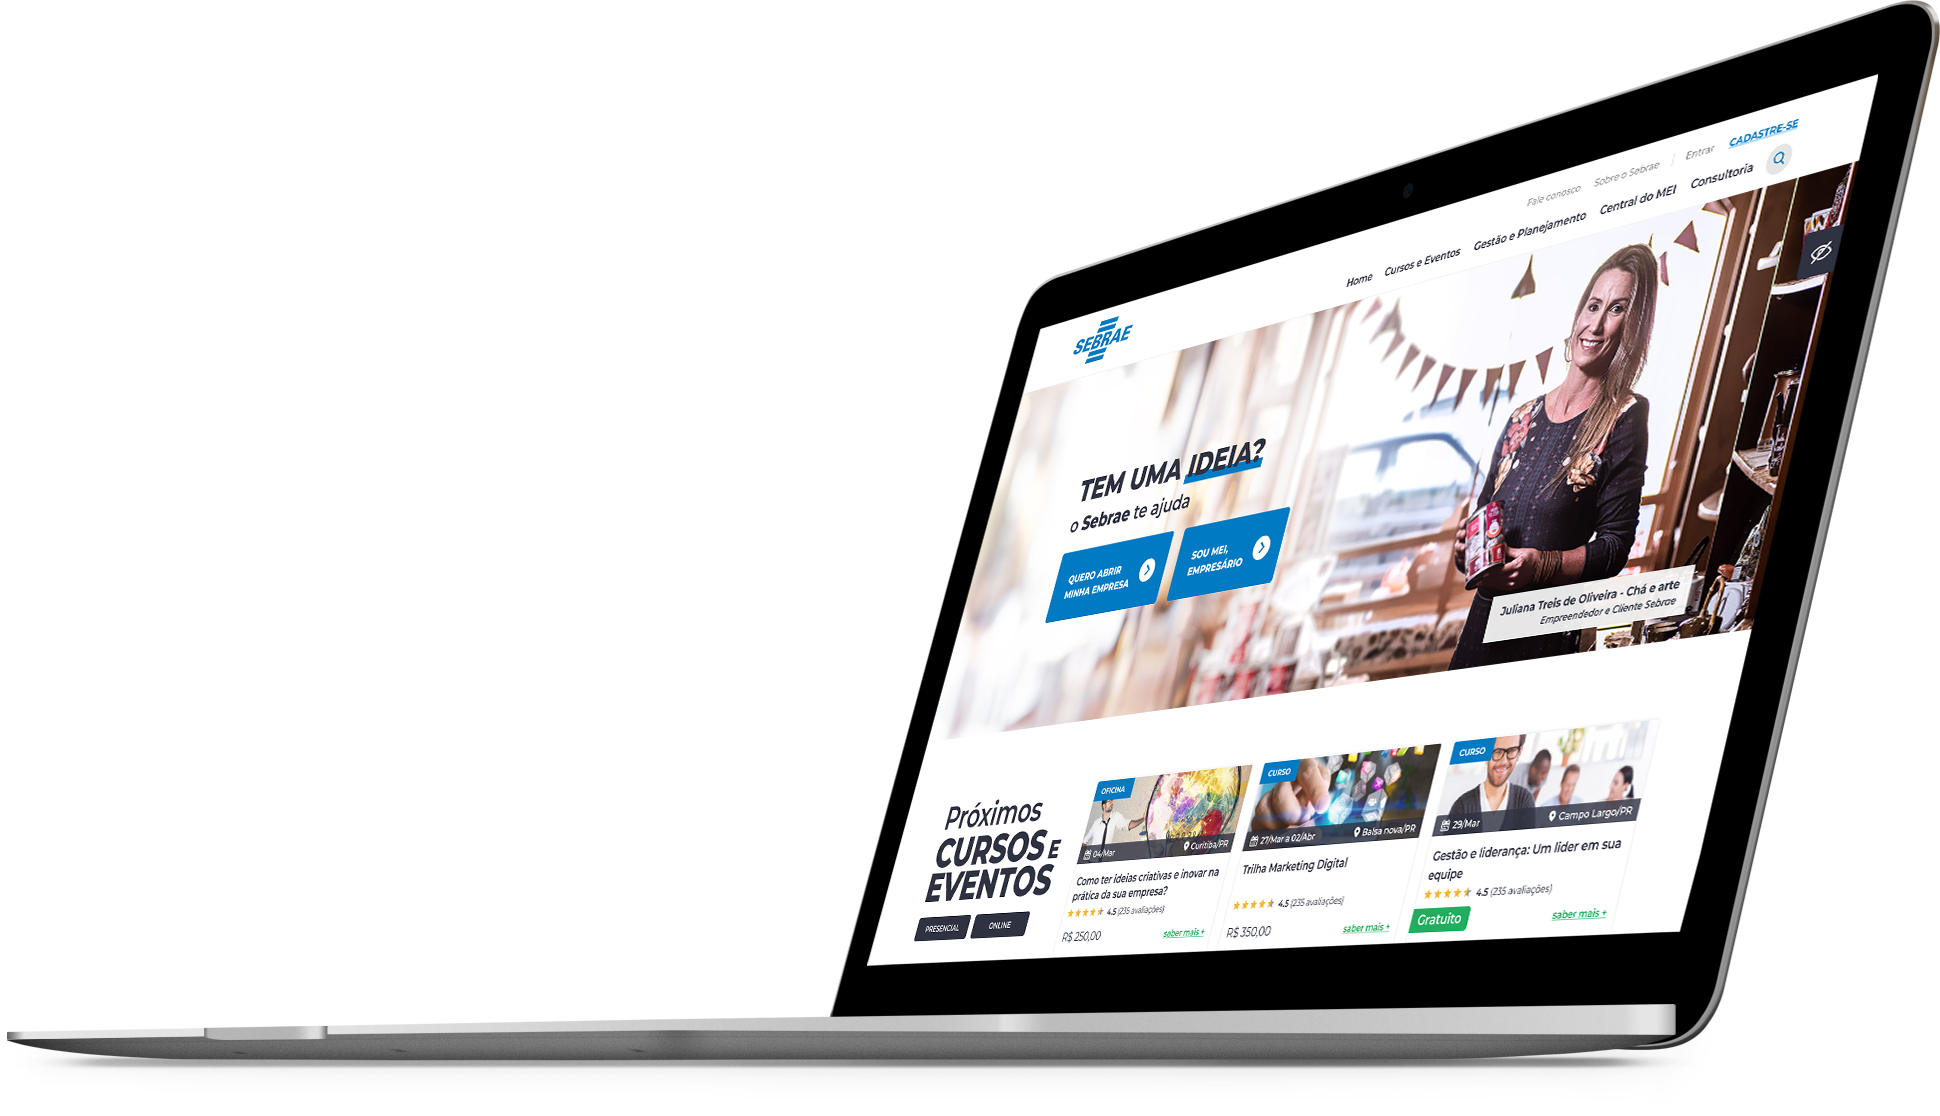 CADASTRE-SE
Fale conosco
Sobre o Sebrae
Entrar
Home
Cursos e Eventos
Gestão e Planejamento
Central do MEI
Consultoria
SEBRAE
TEM UMA IDEIA?
o Sebrae te ajuda
QUERO ABRIR
MINHA EMPRESA
SOU MEI,
EMPRESÁRIO
Juliana Treis de Oliveira - Chá e arte
Empreendedor e Cliente Sebrae
Próximos
CURSOS E
EVENTOS
PRESENCIAL
ONLINE
OFICINA
04/Mar
Curitiba/PR
Como ter ideias criativas e inovar na
prática da sua empresa?
4.5 (235 avaliações)
R$ 250,00
saber mais +
CURSO
27/Mar a 02/Abr
Balsa nova/PR
Trilha Marketing Digital
4.5 (235 avaliações)
R$ 350,00
saber mais +
CURSO
29/Mar
Campo Largo/PR
Gestão e liderança: Um lider em sua
equipe
4.5 (235 avaliações)
Gratuito
saber mais +